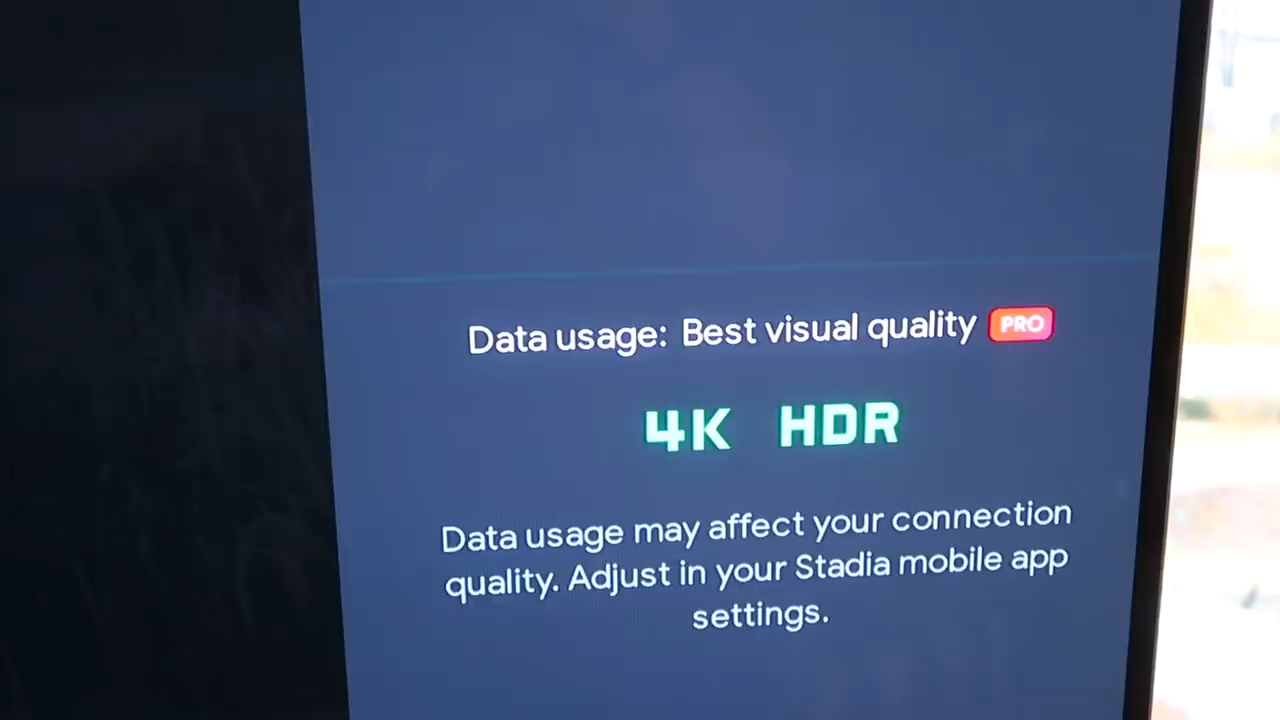 Data usage: Best visual quality PRO
4K HDR
Data usage may affect your connection
quality. Adjust in your Stadia mobile app
settings.